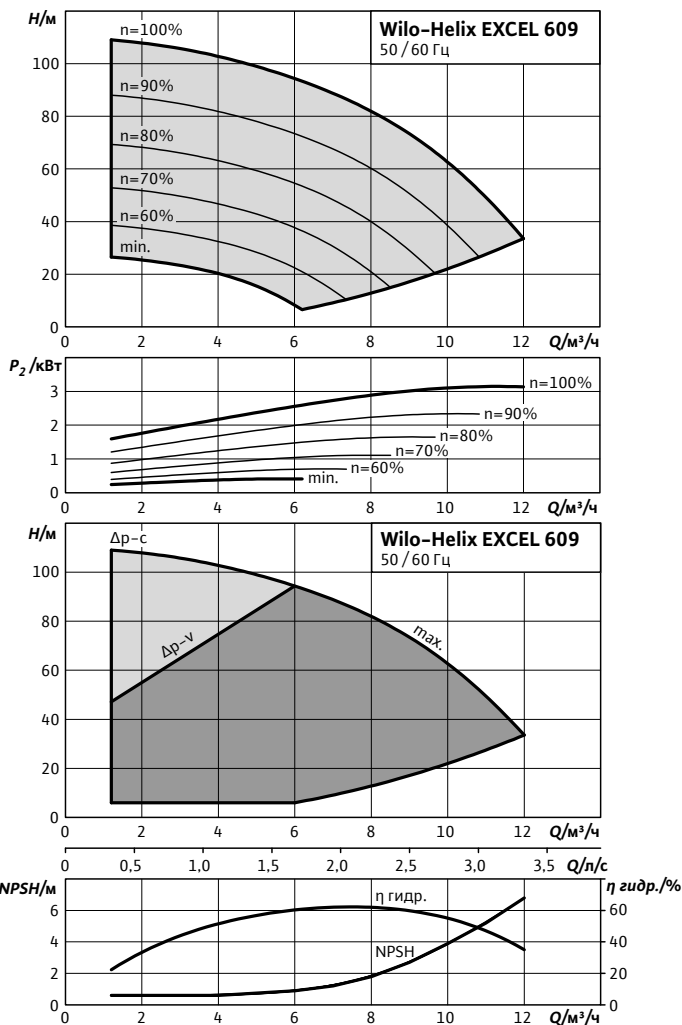 H/м
n=100%
Wilo-Helix EXCEL 609
50 / 60 Гц
100
n=90%
80
n=80%
60
n=70%
40
n=60%
min.
20
0
0 2 4 6 8 10 12 Q/м³/ч
P₂ /кВт
3
n=100%
n=90%
2
n=80%
n=70%
1
n=60%
min.
0
0 2 4 6 8 10 12 Q/м³/ч
H/м
Δp-c
Wilo-Helix EXCEL 609
50 / 60 Гц
100
80
Δp-v
max.
60
40
20
0
0 2 4 6 8 10 12 Q/м³/ч
0 0,5 1,0 1,5 2,0 2,5 3,0 3,5 Q/л/с
NPSH/м
η гидр./%
η гидр.
6 60
4 40
NPSH
2 20
0 0
0 2 4 6 8 10 12 Q/м³/ч